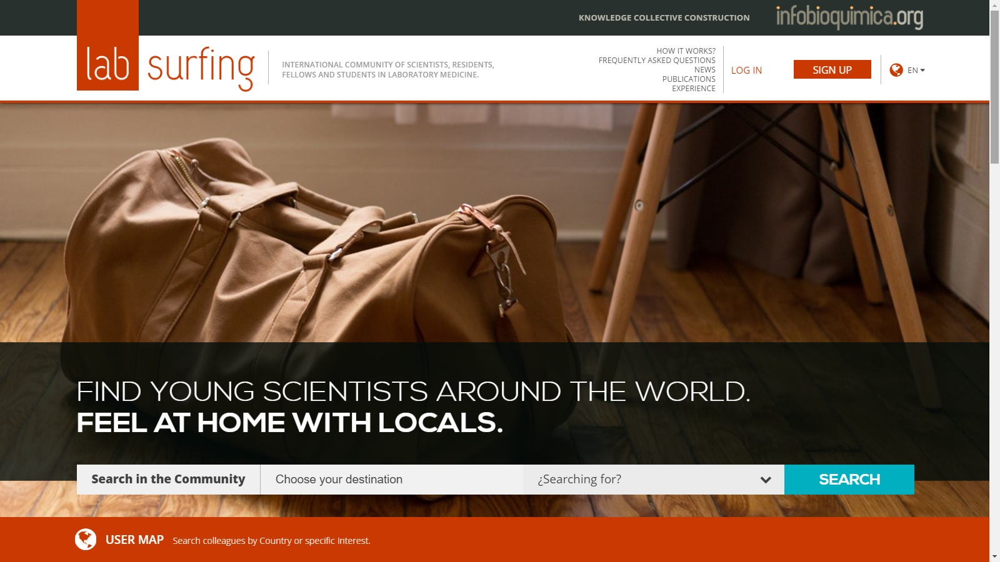 KNOWLEDGE COLLECTIVE CONSTRUCTION
infobioquimica.org
lab surfing
INTERNATIONAL COMMUNITY OF SCIENTISTS, RESIDENTS,
FELLOWS AND STUDENTS IN LABORATORY MEDICINE.
HOW IT WORKS?
FREQUENTLY ASKED QUESTIONS
NEWS
PUBLICATIONS
EXPERIENCE
LOG IN
SIGN UP
EN
FIND YOUNG SCIENTISTS AROUND THE WORLD.
FEEL AT HOME WITH LOCALS.
Search in the Community
Choose your destination
¿Searching for?
SEARCH
USER MAP Search colleagues by Country or specific Interest.